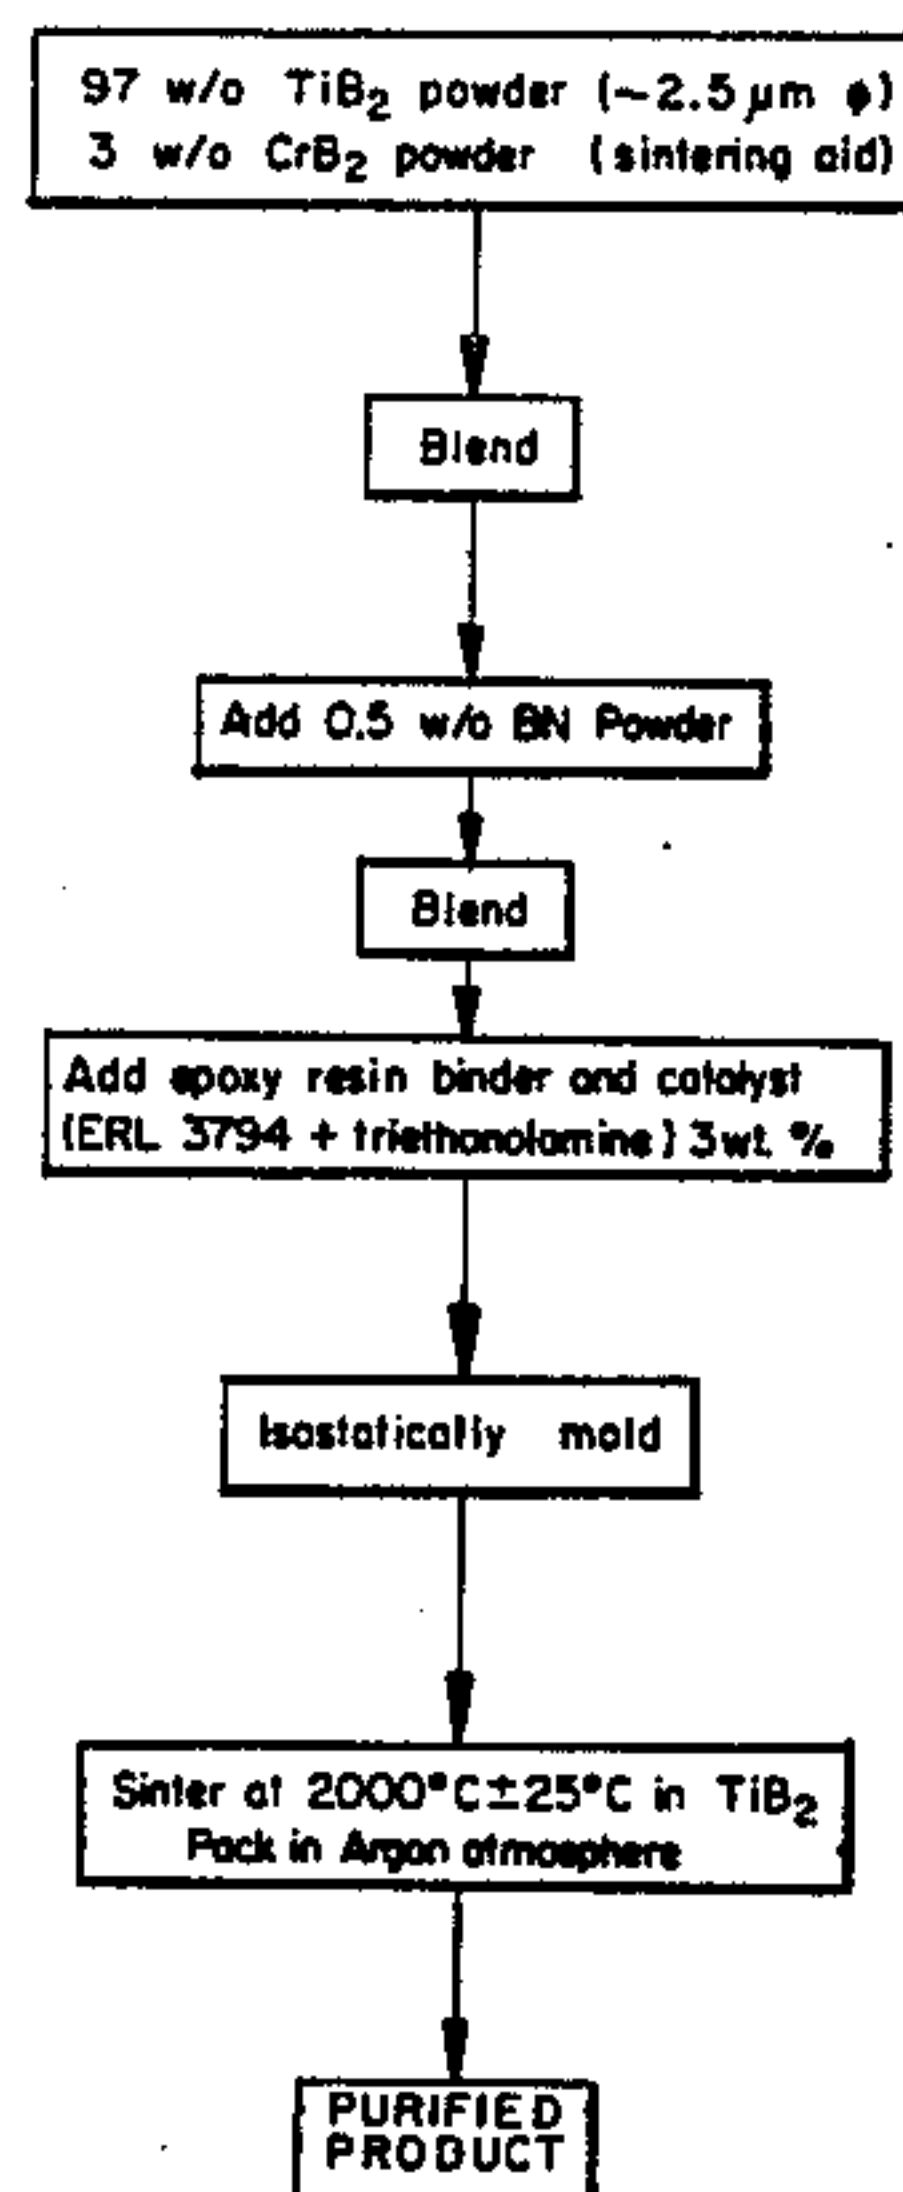 97 w/o TiB2 powder (~2.5 μm ϕ)
3 w/o CrB2 powder (sintering aid)
Blend
Add 0.5 w/o BN Powder
Blend
Add epoxy resin binder and catalyst
(ERL 3794 + triethanolamine) 3 wt. %
Isostatically mold
Sinter at 2000°C±25°C in TiB2
Pack in Argon atmosphere
PURIFIED
PRODUCT